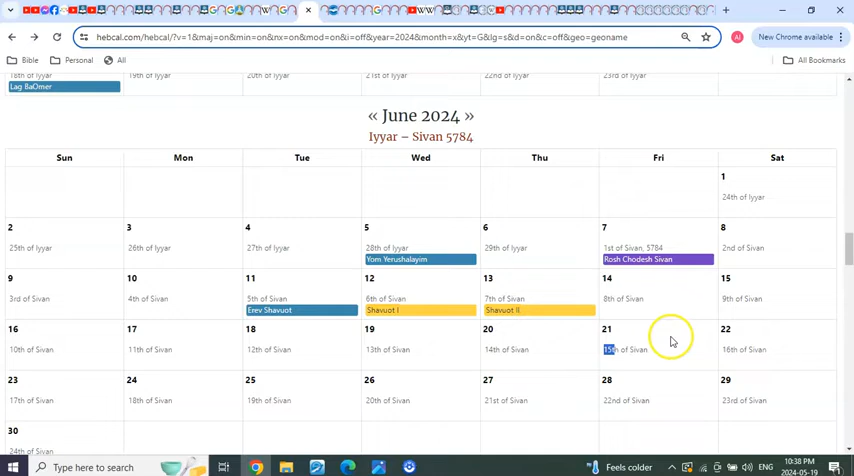 hebcal.com/hebcal/?v=1&maj=on&min=on&nx=on&mod=on&i=off&year=2024&month=x&yt=G&lg=s&d=on&c=off&geo=geoname
AI
New Chrome available
Bible
Personal
All
All Bookmarks
18th of Iyyar
19th of Iyyar
20th of Iyyar
21st of Iyyar
22nd of Iyyar
23rd of Iyyar
Lag BaOmer
« June 2024 »
Iyyar – Sivan 5784
Sun Mon Tue Wed Thu Fri Sat
1
24th of Iyyar
2 3 4 5 6 7 8
25th of Iyyar 26th of Iyyar 27th of Iyyar 28th of Iyyar 29th of Iyyar 1st of Sivan, 5784 2nd of Sivan
Yom Yerushalayim Rosh Chodesh Sivan
9 10 11 12 13 14 15
3rd of Sivan 4th of Sivan 5th of Sivan 6th of Sivan 7th of Sivan 8th of Sivan 9th of Sivan
Erev Shavuot Shavuot I Shavuot II
16 17 18 19 20 21 22
10th of Sivan 11th of Sivan 12th of Sivan 13th of Sivan 14th of Sivan 15th of Sivan 16th of Sivan
23 24 25 26 27 28 29
17th of Sivan 18th of Sivan 19th of Sivan 20th of Sivan 21st of Sivan 22nd of Sivan 23rd of Sivan
30
24th of Sivan
Type here to search
Feels colder
ENG
10:38 PM
2024-05-19